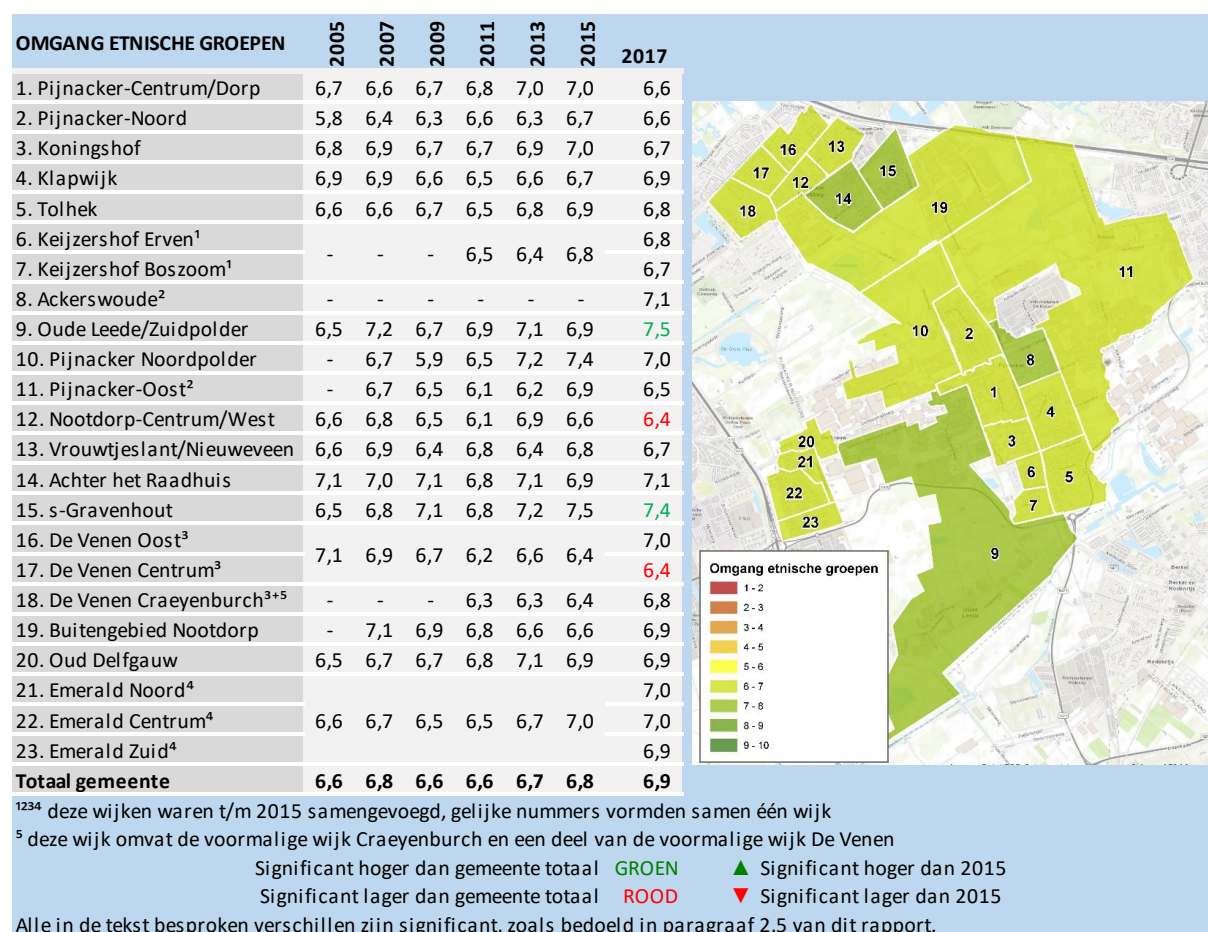 OMGANG ETNISCHE GROEPEN 2005 2007 2009 2011 2013 2015 2017
1. Pijnacker-Centrum/Dorp 6,7 6,6 6,7 6,8 7,0 7,0 6,6
2. Pijnacker-Noord 5,8 6,4 6,3 6,6 6,3 6,7 6,6
3. Koningshof 6,8 6,9 6,7 6,7 6,9 7,0 6,7
4. Klapwijk 6,9 6,9 6,6 6,5 6,6 6,7 6,9
5. Tolhek 6,6 6,6 6,7 6,5 6,8 6,9 6,8
6. Keijzershof Erven¹ 6,8
- - - 6,5 6,4 6,8
7. Keijzershof Boszoom¹ 6,7
8. Ackerswoude² - - - - - - 7,1
9. Oude Leede/Zuidpolder 6,5 7,2 6,7 6,9 7,1 6,9 7,5
10. Pijnacker Noordpolder - 6,7 5,9 6,5 7,2 7,4 7,0
11. Pijnacker-Oost² - 6,7 6,5 6,1 6,2 6,9 6,5
12. Nootdorp-Centrum/West 6,6 6,8 6,5 6,1 6,9 6,6 6,4
13. Vrouwtjeslant/Nieuweveen 6,6 6,9 6,4 6,8 6,4 6,8 6,7
14. Achter het Raadhuis 7,1 7,0 7,1 6,8 7,1 6,9 7,1
15. s-Gravenhout 6,5 6,8 7,1 6,8 7,2 7,5 7,4
16. De Venen Oost³ 7,0
7,1 6,9 6,7 6,2 6,6 6,4
17. De Venen Centrum³ 6,4
18. De Venen Craeyenburch³⁺⁵ - - - 6,3 6,3 6,4 6,8
19. Buitengebied Nootdorp - 7,1 6,9 6,8 6,6 6,6 6,9
20. Oud Delfgauw 6,5 6,7 6,7 6,8 7,1 6,9 6,9
21. Emerald Noord⁴ 7,0
22. Emerald Centrum⁴ 6,6 6,7 6,5 6,5 6,7 7,0 7,0
23. Emerald Zuid⁴ 6,9
Totaal gemeente 6,6 6,8 6,6 6,6 6,7 6,8 6,9
16
13
17
12
15
14
18
19
11
10
2
8
1
4
3
20
21
6
5
22
7
23
9
Omgang etnische groepen
1 - 2
2 - 3
3 - 4
4 - 5
5 - 6
6 - 7
7 - 8
8 - 9
9 - 10
¹²³⁴ deze wijken waren t/m 2015 samengevoegd, gelijke nummers vormden samen één wijk
⁵ deze wijk omvat de voormalige wijk Craeyenburch en een deel van de voormalige wijk De Venen
Significant hoger dan gemeente totaal GROEN ▲ Significant hoger dan 2015
Significant lager dan gemeente totaal ROOD ▼ Significant lager dan 2015
Alle in de tekst besproken verschillen zijn significant, zoals bedoeld in paragraaf 2.5 van dit rapport.